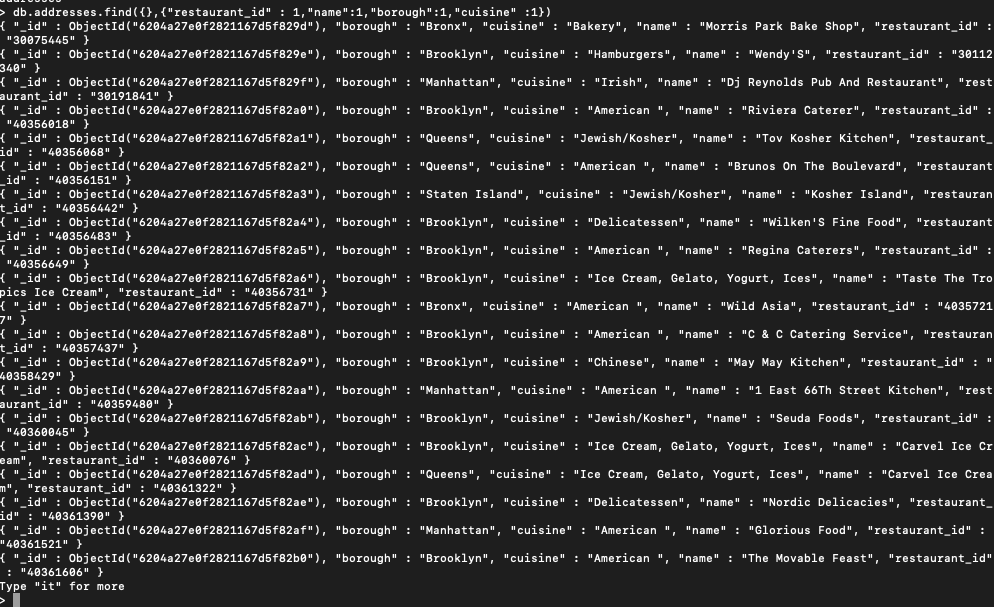 > db.addresses.find({},{"restaurant_id" : 1,"name":1,"borough":1,"cuisine" :1})
{ "_id" : ObjectId("6204a27e0f2821167d5f829d"), "borough" : "Bronx", "cuisine" : "Bakery", "name" : "Morris Park Bake Shop", "restaurant_id" :
 "30075445" }
{ "_id" : ObjectId("6204a27e0f2821167d5f829e"), "borough" : "Brooklyn", "cuisine" : "Hamburgers", "name" : "Wendy'S", "restaurant_id" : "30112
340" }
{ "_id" : ObjectId("6204a27e0f2821167d5f829f"), "borough" : "Manhattan", "cuisine" : "Irish", "name" : "Dj Reynolds Pub And Restaurant", "rest
aurant_id" : "30191841" }
{ "_id" : ObjectId("6204a27e0f2821167d5f82a0"), "borough" : "Brooklyn", "cuisine" : "American ", "name" : "Riviera Caterer", "restaurant_id" :
 "40356018" }
{ "_id" : ObjectId("6204a27e0f2821167d5f82a1"), "borough" : "Queens", "cuisine" : "Jewish/Kosher", "name" : "Tov Kosher Kitchen", "restaurant_
id" : "40356068" }
{ "_id" : ObjectId("6204a27e0f2821167d5f82a2"), "borough" : "Queens", "cuisine" : "American ", "name" : "Brunos On The Boulevard", "restaurant
_id" : "40356151" }
{ "_id" : ObjectId("6204a27e0f2821167d5f82a3"), "borough" : "Staten Island", "cuisine" : "Jewish/Kosher", "name" : "Kosher Island", "restauran
t_id" : "40356442" }
{ "_id" : ObjectId("6204a27e0f2821167d5f82a4"), "borough" : "Brooklyn", "cuisine" : "Delicatessen", "name" : "Wilken'S Fine Food", "restaurant
_id" : "40356483" }
{ "_id" : ObjectId("6204a27e0f2821167d5f82a5"), "borough" : "Brooklyn", "cuisine" : "American ", "name" : "Regina Caterers", "restaurant_id" :
 "40356649" }
{ "_id" : ObjectId("6204a27e0f2821167d5f82a6"), "borough" : "Brooklyn", "cuisine" : "Ice Cream, Gelato, Yogurt, Ices", "name" : "Taste The Tro
pics Ice Cream", "restaurant_id" : "40356731" }
{ "_id" : ObjectId("6204a27e0f2821167d5f82a7"), "borough" : "Bronx", "cuisine" : "American ", "name" : "Wild Asia", "restaurant_id" : "4035721
7" }
{ "_id" : ObjectId("6204a27e0f2821167d5f82a8"), "borough" : "Brooklyn", "cuisine" : "American ", "name" : "C & C Catering Service", "restauran
t_id" : "40357437" }
{ "_id" : ObjectId("6204a27e0f2821167d5f82a9"), "borough" : "Brooklyn", "cuisine" : "Chinese", "name" : "May May Kitchen", "restaurant_id" : "
40358429" }
{ "_id" : ObjectId("6204a27e0f2821167d5f82aa"), "borough" : "Manhattan", "cuisine" : "American ", "name" : "1 East 66Th Street Kitchen", "rest
aurant_id" : "40359480" }
{ "_id" : ObjectId("6204a27e0f2821167d5f82ab"), "borough" : "Brooklyn", "cuisine" : "Jewish/Kosher", "name" : "Seuda Foods", "restaurant_id" :
 "40360045" }
{ "_id" : ObjectId("6204a27e0f2821167d5f82ac"), "borough" : "Brooklyn", "cuisine" : "Ice Cream, Gelato, Yogurt, Ices", "name" : "Carvel Ice Cr
eam", "restaurant_id" : "40360076" }
{ "_id" : ObjectId("6204a27e0f2821167d5f82ad"), "borough" : "Queens", "cuisine" : "Ice Cream, Gelato, Yogurt, Ices", "name" : "Carvel Ice Crea
m", "restaurant_id" : "40361322" }
{ "_id" : ObjectId("6204a27e0f2821167d5f82ae"), "borough" : "Brooklyn", "cuisine" : "Delicatessen", "name" : "Nordic Delicacies", "restaurant_
id" : "40361390" }
{ "_id" : ObjectId("6204a27e0f2821167d5f82af"), "borough" : "Manhattan", "cuisine" : "American ", "name" : "Glorious Food", "restaurant_id" :
"40361521" }
{ "_id" : ObjectId("6204a27e0f2821167d5f82b0"), "borough" : "Brooklyn", "cuisine" : "American ", "name" : "The Movable Feast", "restaurant_id"
 : "40361606" }
Type "it" for more
>